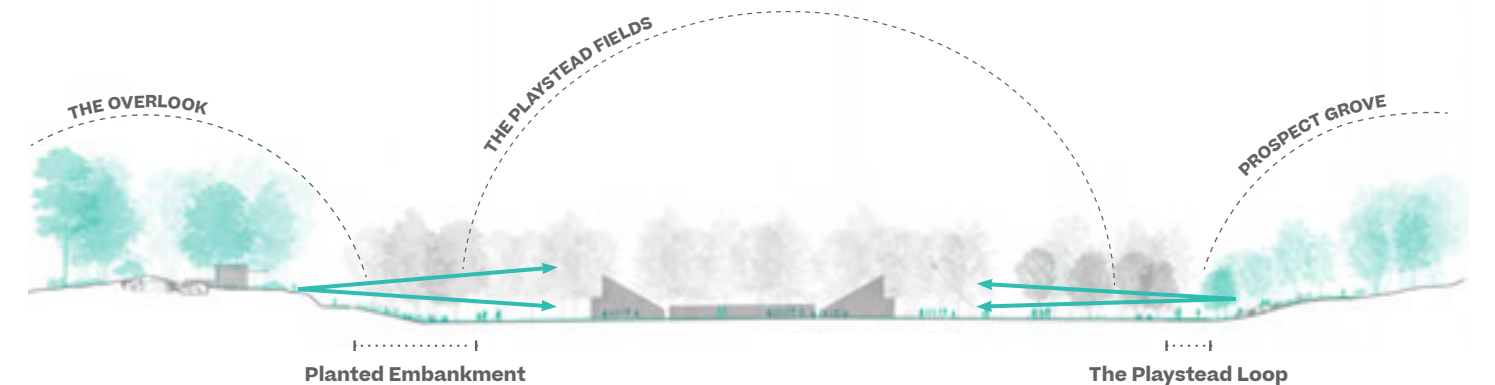 THE OVERLOOK
THE PLAYSTEAD FIELDS
PROSPECT GROVE
Planted Embankment
The Playstead Loop